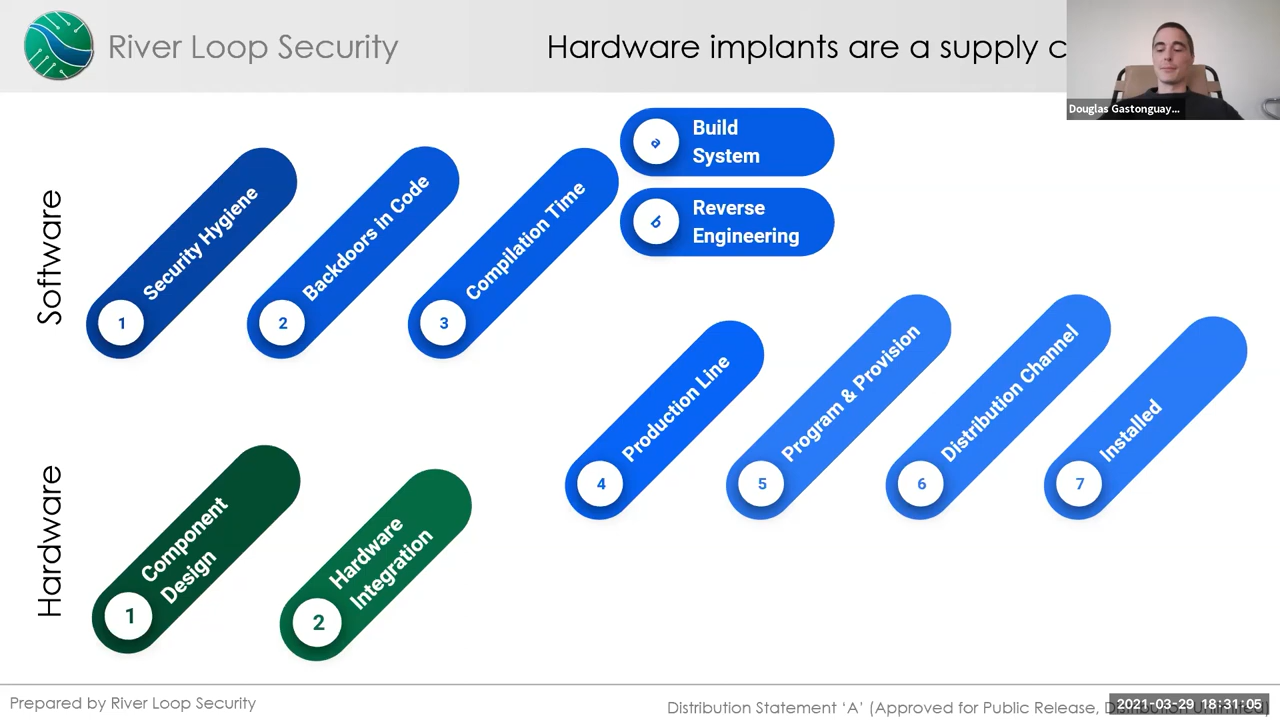 River Loop Security
Hardware implants are a supply c
Douglas Gastonguay...
Software
1
Security Hygiene
2
Backdoors in Code
3
Compilation Time
a
Build
System
b
Reverse
Engineering
4
Production Line
5
Program & Provision
6
Distribution Channel
7
Installed
Hardware
1
Component
Design
2
Hardware
Integration
Prepared by River Loop Security
Distribution Statement ‘A’ (Approved for Public Release,
2021-03-29 18:31:05